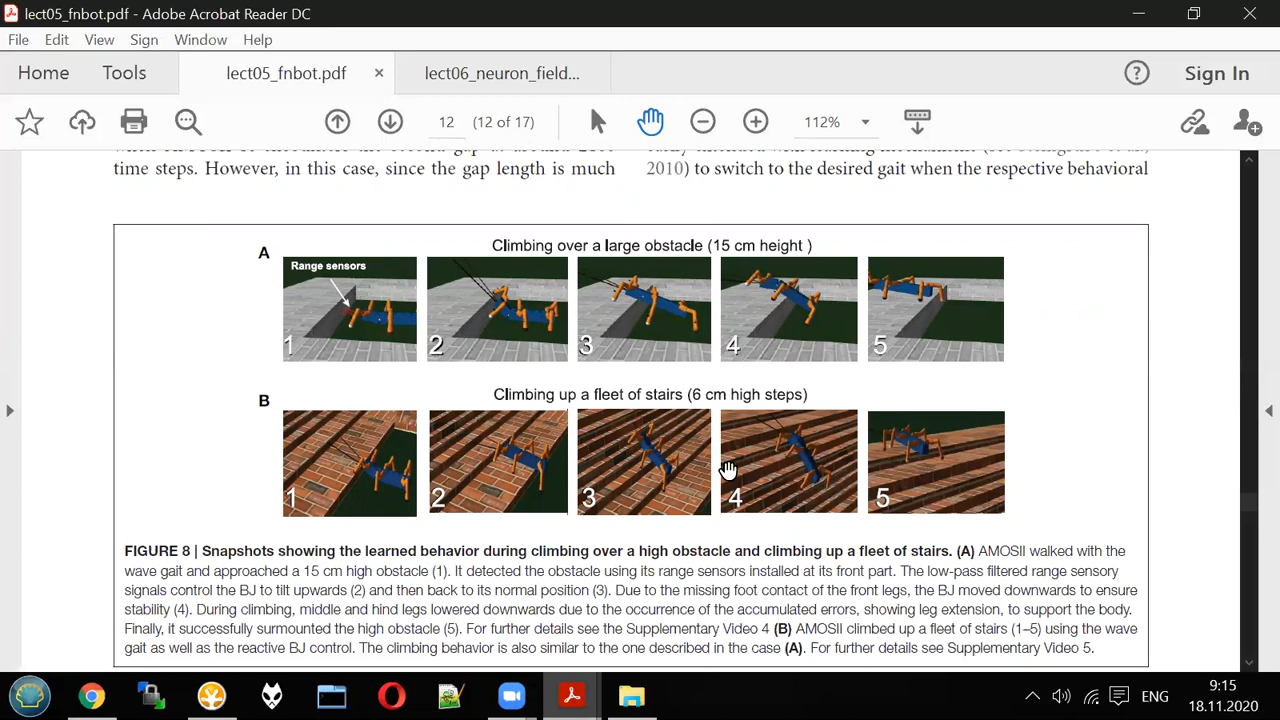 lect05_fnbot.pdf - Adobe Acrobat Reader DC
File Edit View Sign Window Help
Home Tools lect05_fnbot.pdf × lect06_neuron_field... ? Sign In
12 (12 of 17) 112%
time steps. However, in this case, since the gap length is much
2010) to switch to the desired gait when the respective behavioral
A Climbing over a large obstacle (15 cm height )
Range sensors
1 2 3 4 5
B Climbing up a fleet of stairs (6 cm high steps)
1 2 3 4 5
FIGURE 8 | Snapshots showing the learned behavior during climbing over a high obstacle and climbing up a fleet of stairs. (A) AMOSII walked with the
wave gait and approached a 15 cm high obstacle (1). It detected the obstacle using its range sensors installed at its front part. The low-pass filtered range sensory
signals control the BJ to tilt upwards (2) and then back to its normal position (3). Due to the missing foot contact of the front legs, the BJ moved downwards to ensure
stability (4). During climbing, middle and hind legs lowered downwards due to the occurrence of the accumulated errors, showing leg extension, to support the body.
Finally, it successfully surmounted the high obstacle (5). For further details see the Supplementary Video 4 (B) AMOSII climbed up a fleet of stairs (1–5) using the wave
gait as well as the reactive BJ control. The climbing behavior is also similar to the one described in the case (A). For further details see Supplementary Video 5.
ENG
9:15
18.11.2020